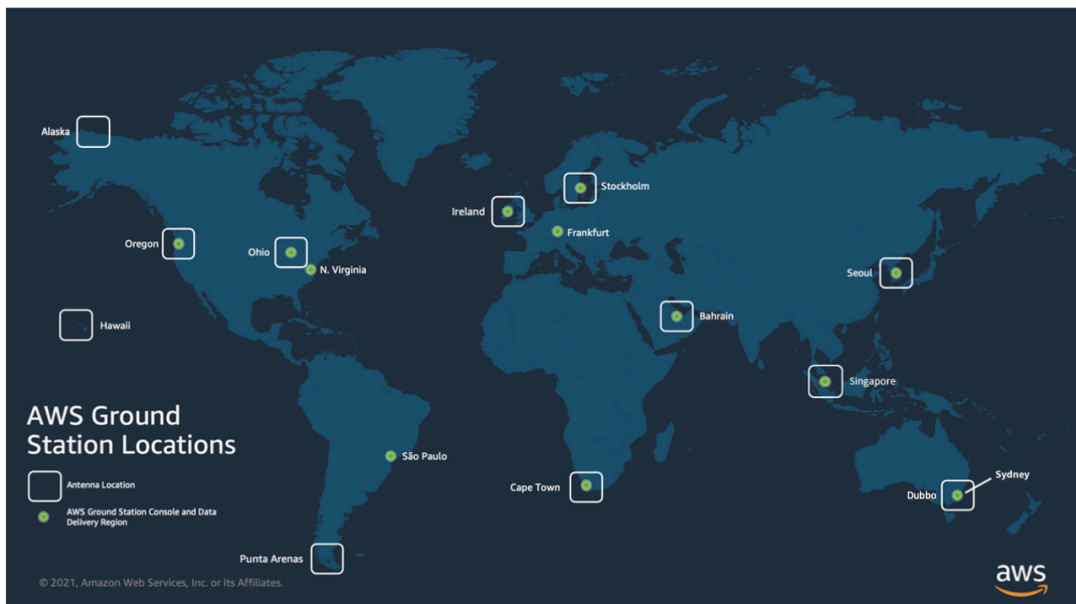 Alaska
Stockholm
Ireland
Frankfurt
Oregon
Ohio
N. Virginia
Seoul
Hawaii
Bahrain
Singapore
AWS Ground
Station Locations
São Paulo
Antenna Location
Cape Town
Sydney
Dubbo
AWS Ground Station Console and Data
Delivery Region
Punta Arenas
© 2021, Amazon Web Services, Inc. or its Affiliates.
aws